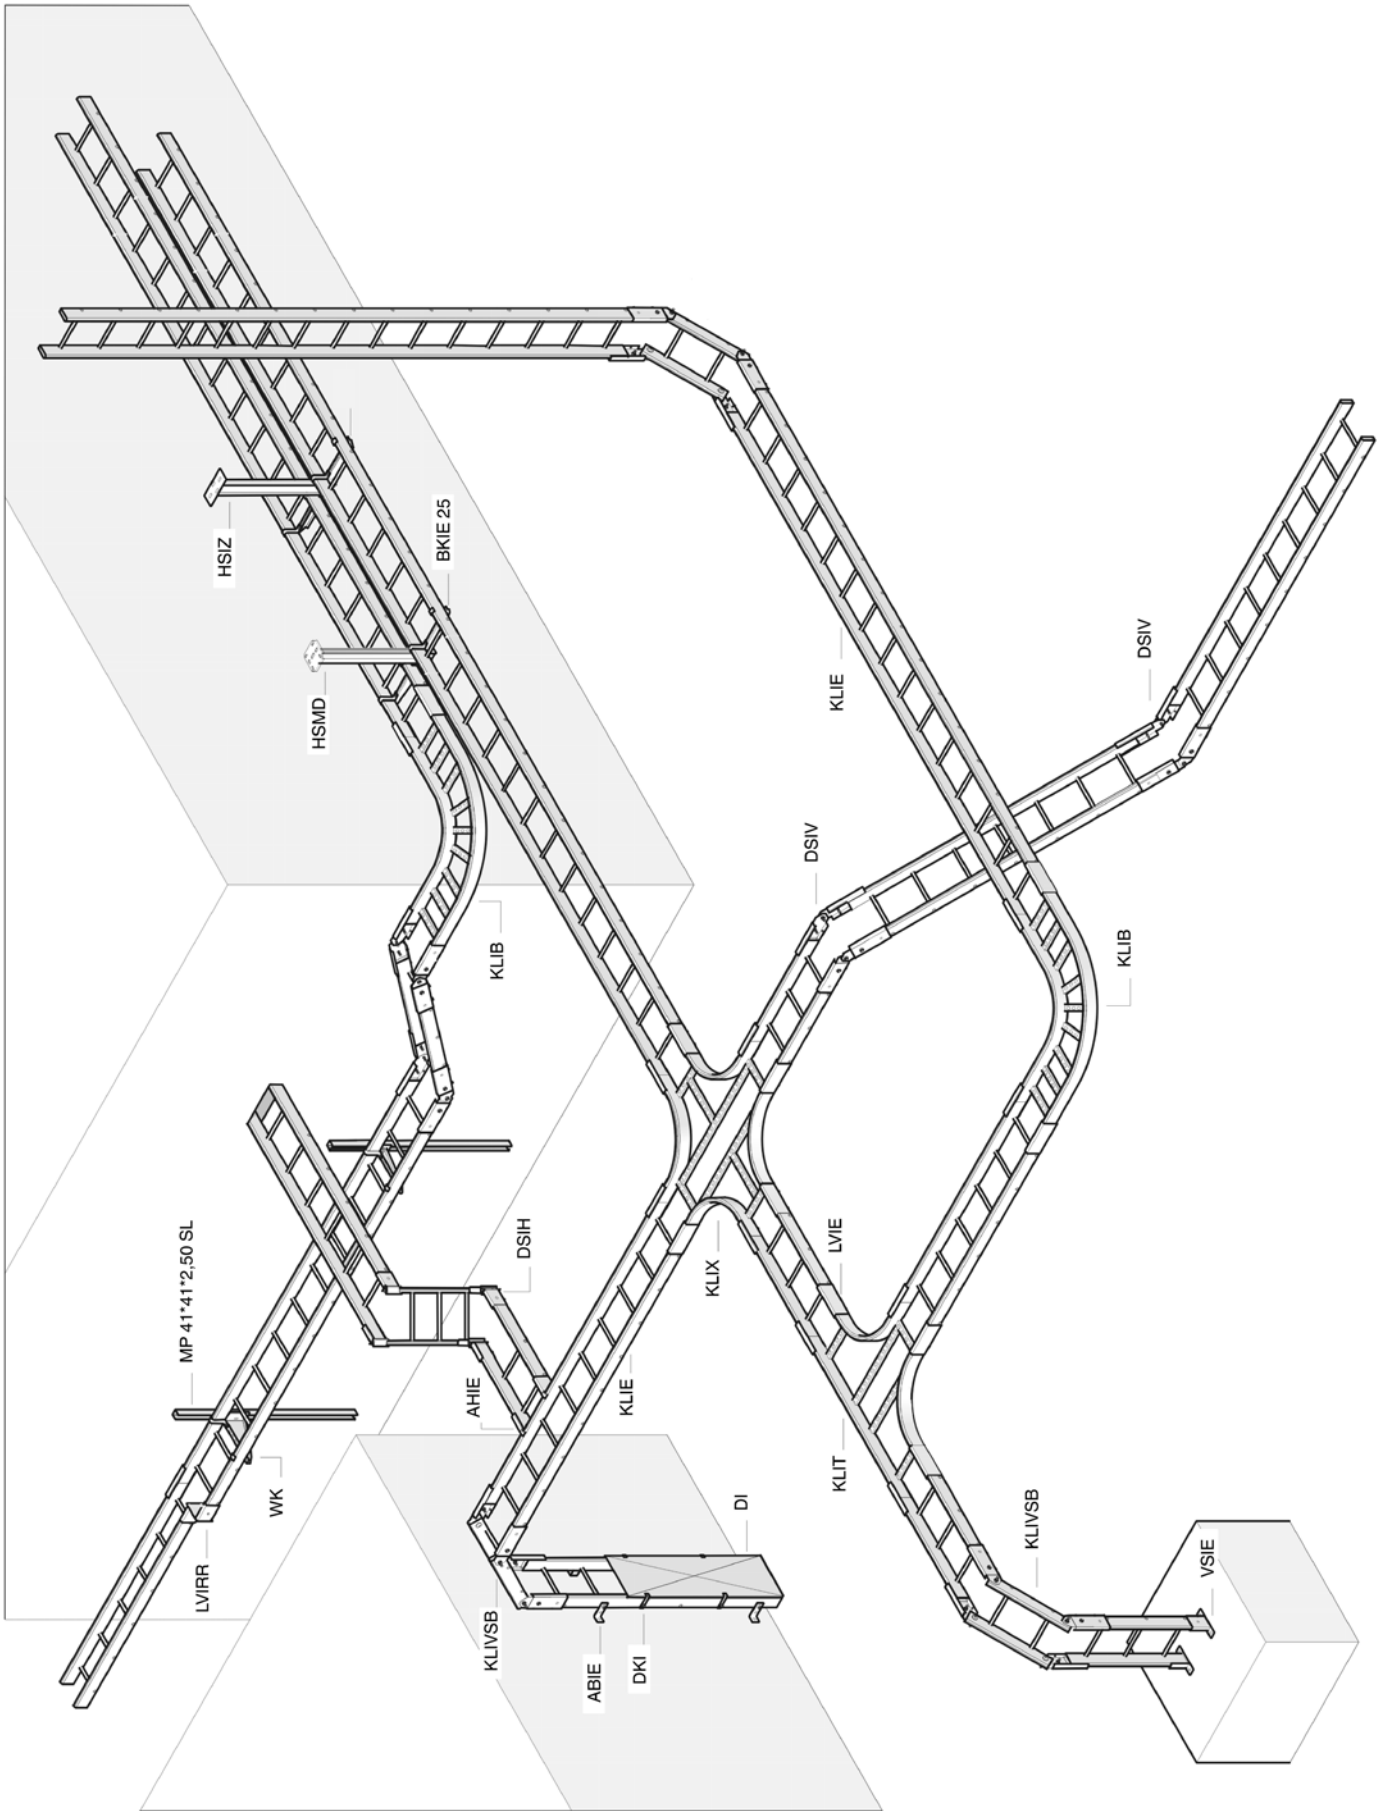 HSIZ
BKIE 25
HSMD
DSIV
KLIE
DSIV
KLIB
KLIB
MP 41*41*2,50 SL
DSIH
LVIE
KLIX
AHIE
KLIE
KLIT
WK
DI
KLIVSB
LVIRR
VSIE
KLIVSB
ABIE
DKI